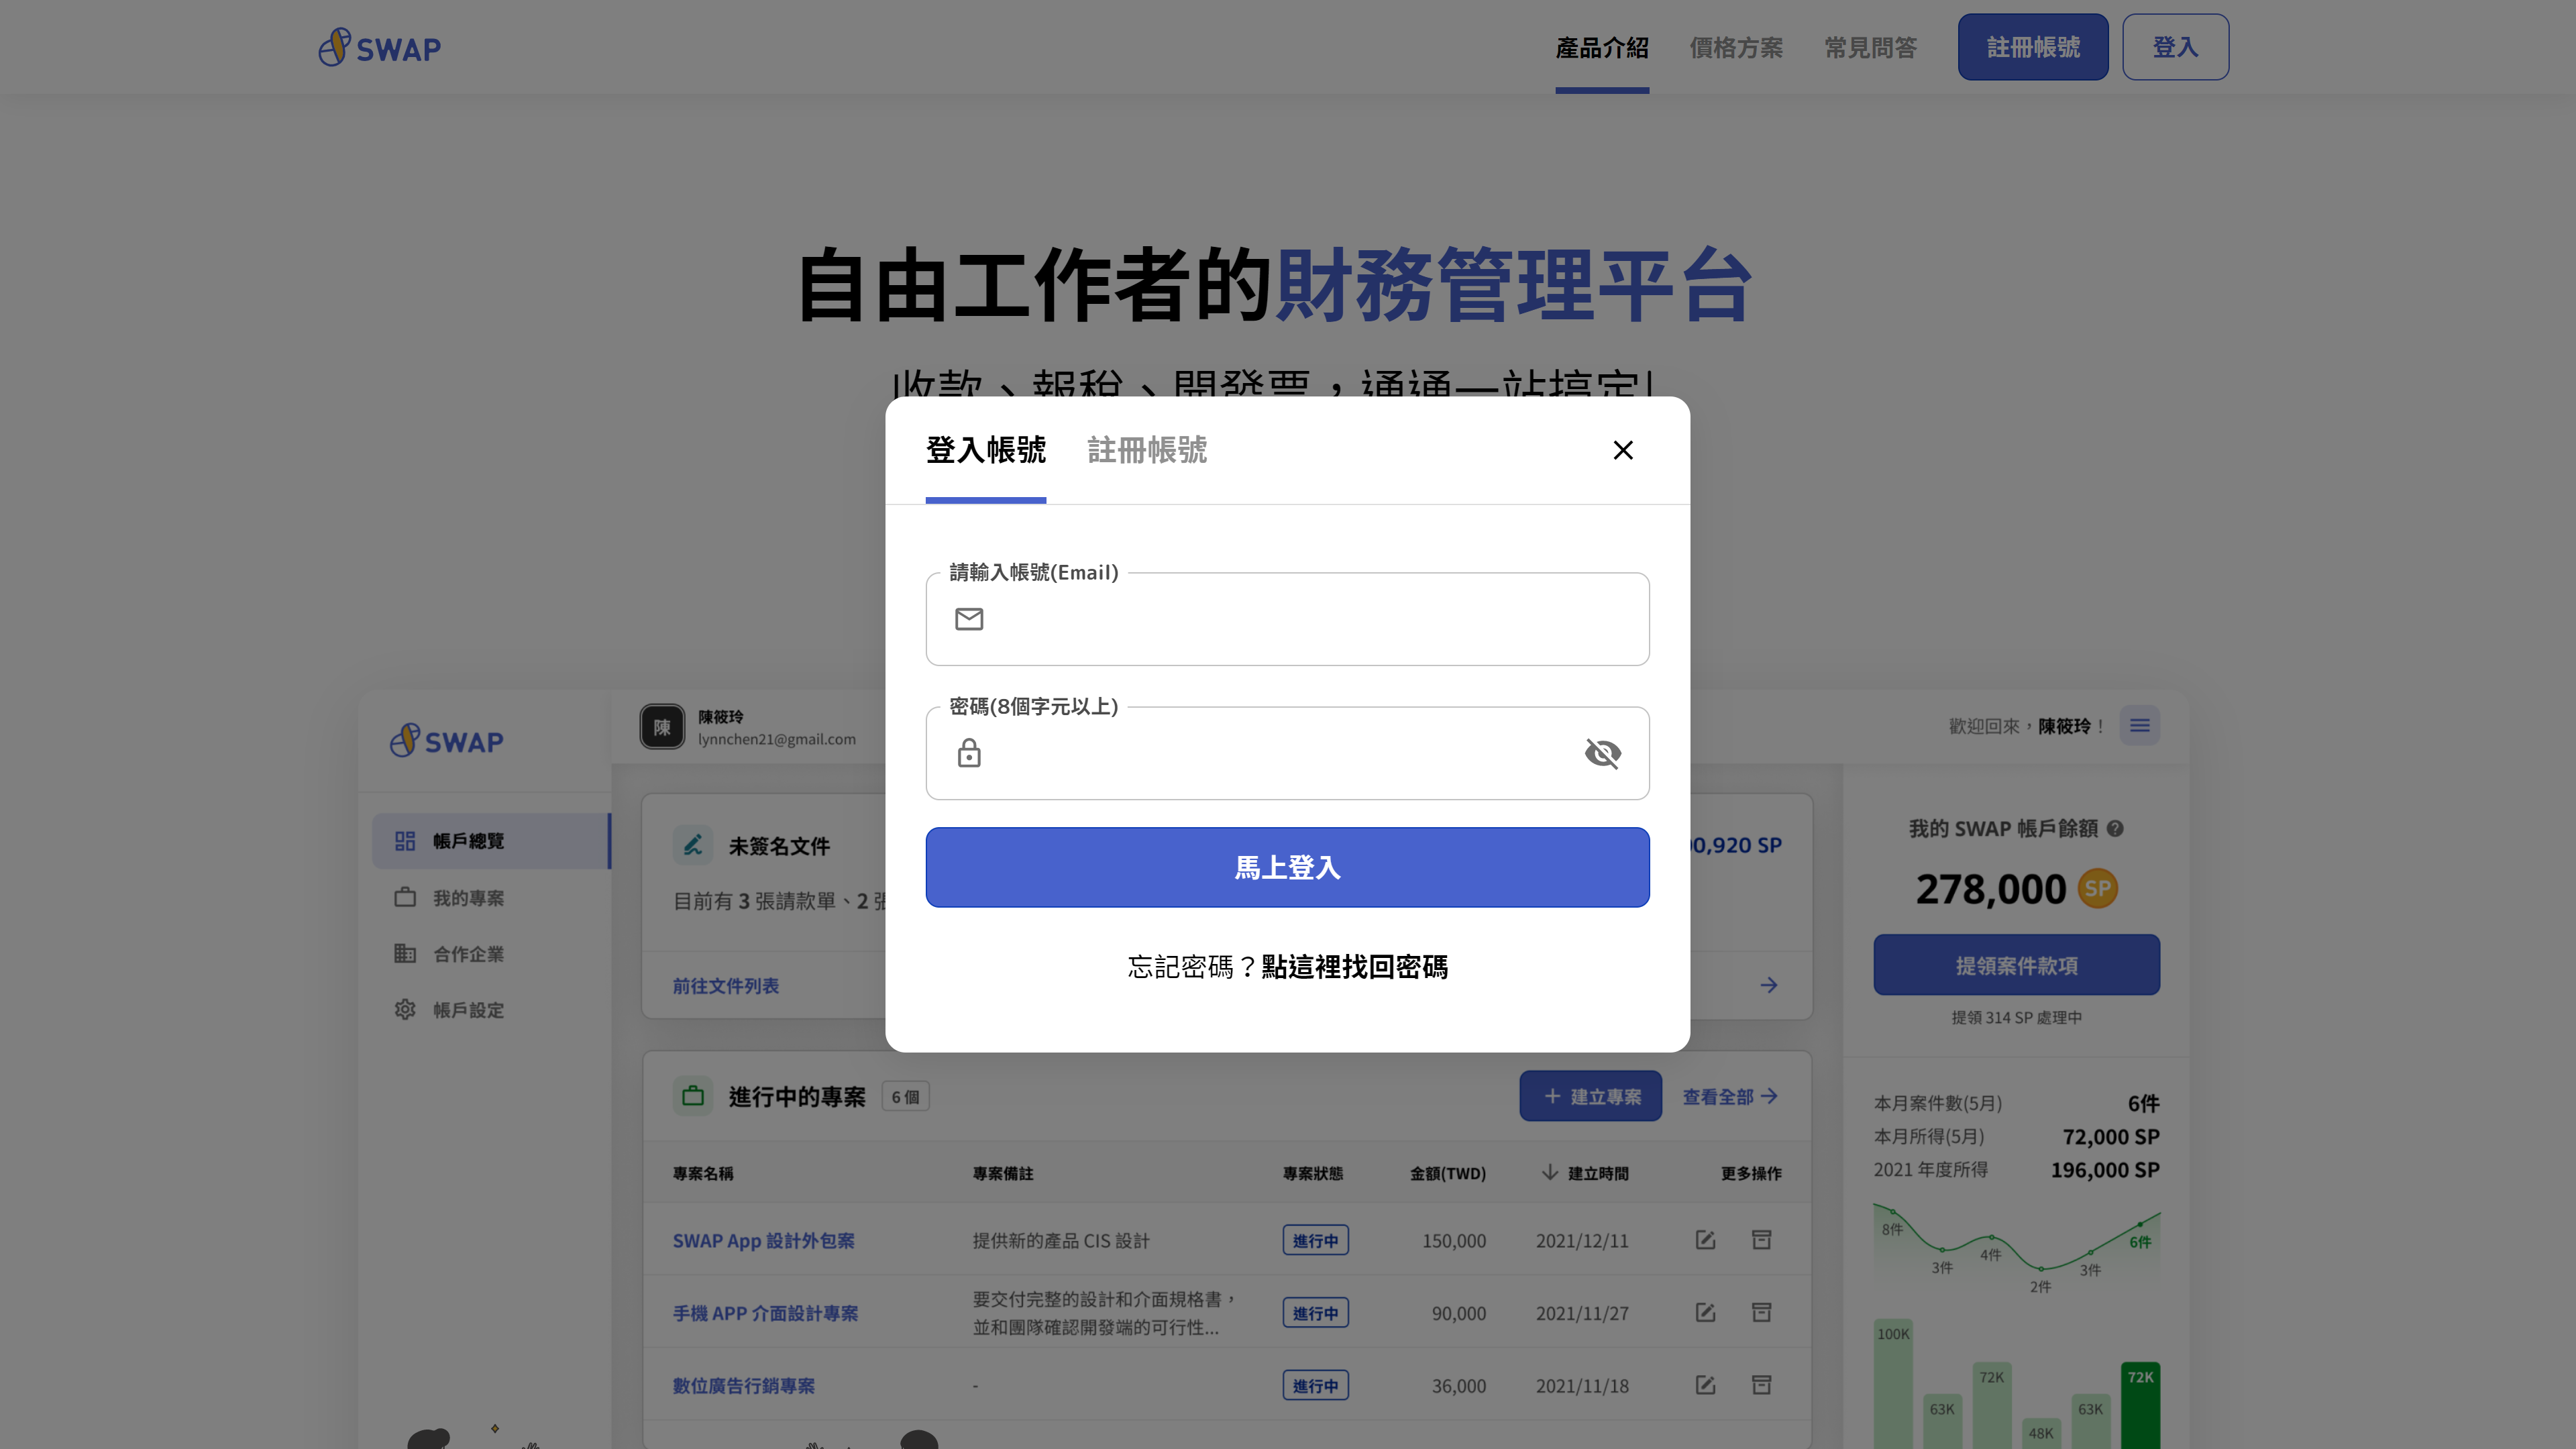 SWAP
產品介紹
價格方案
常見問答
註冊帳號
登入
自由工作者的財務管理平台
收款、報稅、開發票，通通一站搞定|
登入帳號
註冊帳號
請輸入帳號(Email)
密碼(8個字元以上)
馬上登入
忘記密碼？點這裡找回密碼
SWAP
帳戶總覽
我的專案
合作企業
帳戶設定
陳
陳筱玲
lynnchen21@gmail.com
歡迎回來，陳筱玲！
未簽名文件
目前有 3 張請款單、2
前往文件列表
0,920 SP
進行中的專案
6 個
建立專案
查看全部
專案名稱 專案備註 專案狀態 金額(TWD) 建立時間 更多操作
SWAP App 設計外包案 提供新的產品 CIS 設計 進行中 150,000 2021/12/11
手機 APP 介面設計專案 要交付完整的設計和介面規格書，
並和團隊確認開發端的可行性... 進行中 90,000 2021/11/27
數位廣告行銷專案 - 進行中 36,000 2021/11/18
我的 SWAP 帳戶餘額
278,000 SP
提領案件款項
提領 314 SP 處理中
本月案件數(5月) 6件
本月所得(5月) 72,000 SP
2021 年度所得 196,000 SP
8件
3件
4件
2件
3件
6件
100K
63K
72K
48K
63K
72K